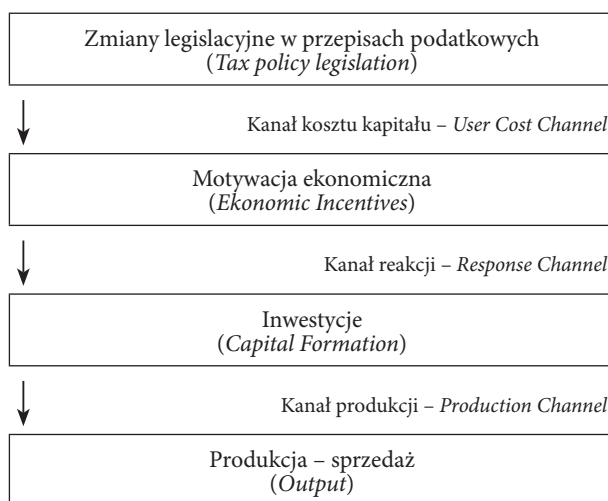 Zmiany legislacyjne w przepisach podatkowych
(Tax policy legislation)
Kanał kosztu kapitału – User Cost Channel
Motywacja ekonomiczna
(Ekonomic Incentives)
Kanał reakcji – Response Channel
Inwestycje
(Capital Formation)
Kanał produkcji – Production Channel
Produkcja – sprzedaż
(Output)